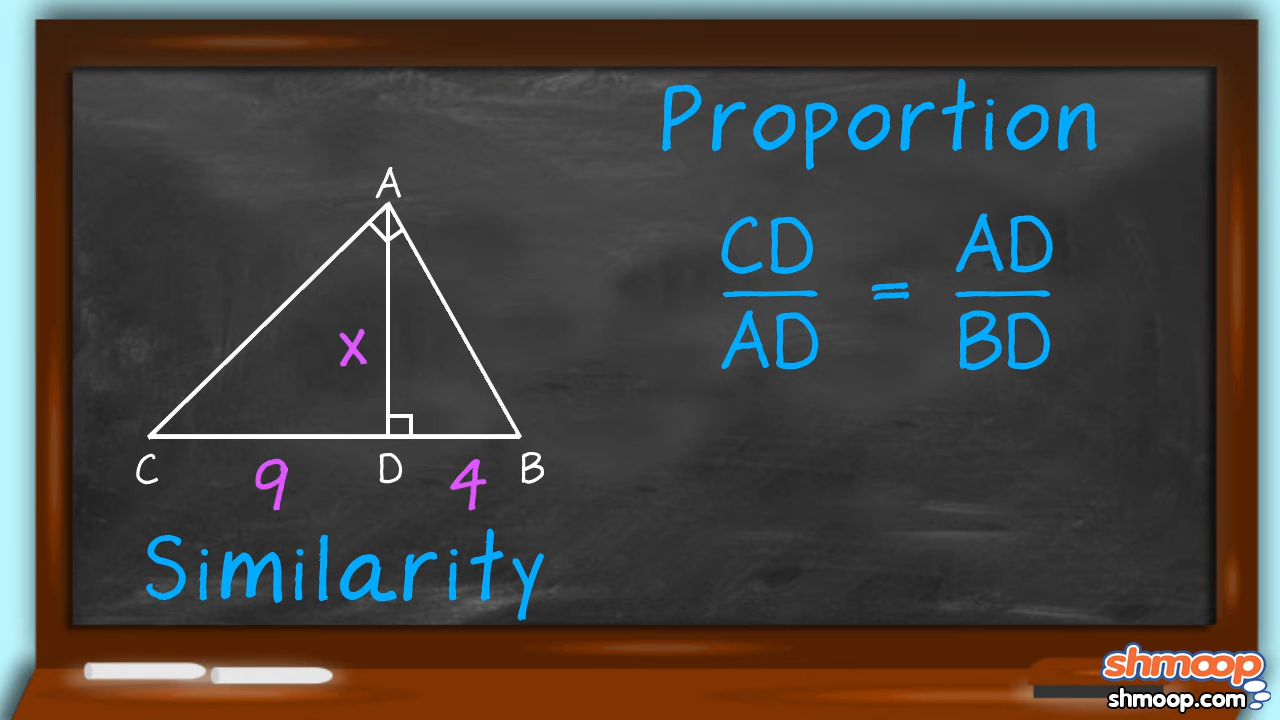 Proportion
A
CD = AD
AD BD
x
C 9 D 4 B
Similarity
shmoop
shmoop.com